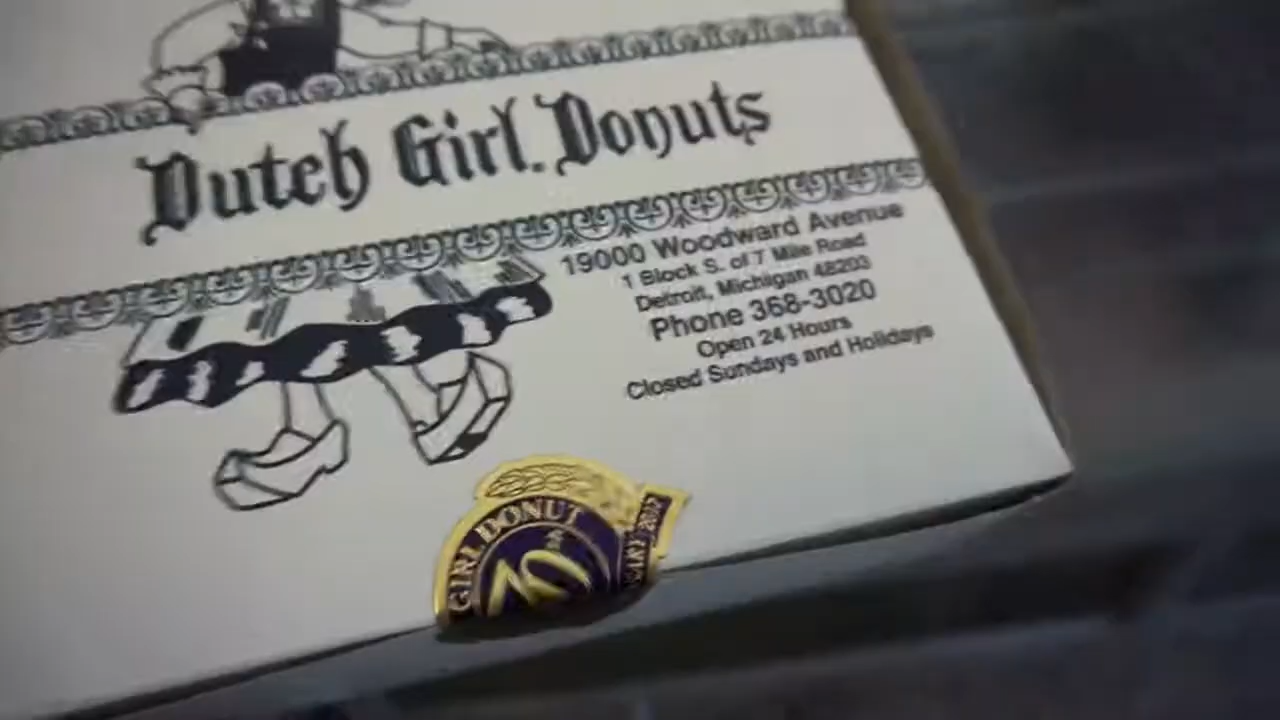 Dutch Girl Donuts
19000 Woodward Avenue
1 Block S. of 7 Mile Road
Detroit, Michigan 48203
Phone 368-3020
Open 24 Hours
Closed Sundays and Holidays
GIRL DONUT
70